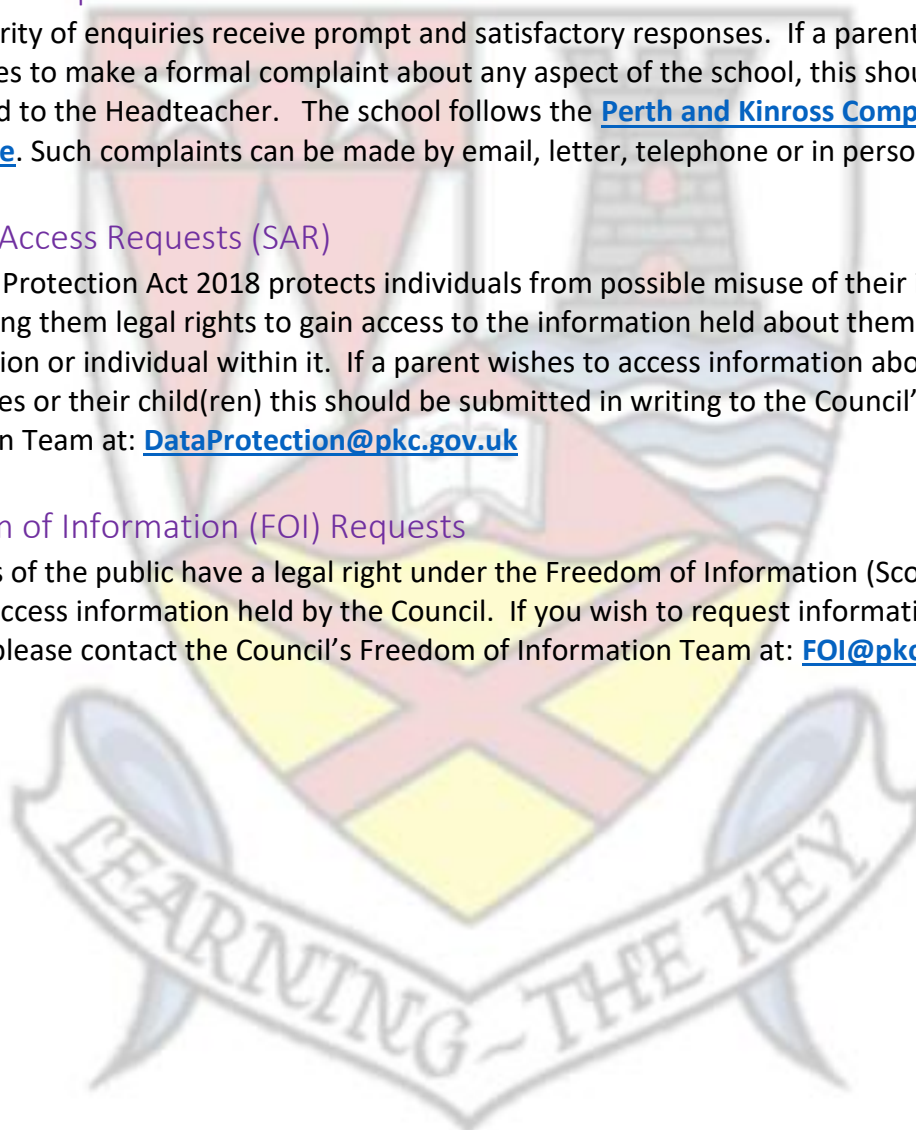 rity of enquiries receive prompt and satisfactory responses.  If a parent
es to make a formal complaint about any aspect of the school, this shou
d to the Headteacher.   The school follows the Perth and Kinross Comp
e. Such complaints can be made by email, letter, telephone or in perso
Access Requests (SAR)
Protection Act 2018 protects individuals from possible misuse of their
ng them legal rights to gain access to the information held about them
ion or individual within it.  If a parent wishes to access information abo
es or their child(ren) this should be submitted in writing to the Council's
n Team at: DataProtection@pkc.gov.uk
m of Information (FOI) Requests
s of the public have a legal right under the Freedom of Information (Sco
ccess information held by the Council.  If you wish to request informati
please contact the Council's Freedom of Information Team at: FOI@pkc
LEARNING ~ THE KEY